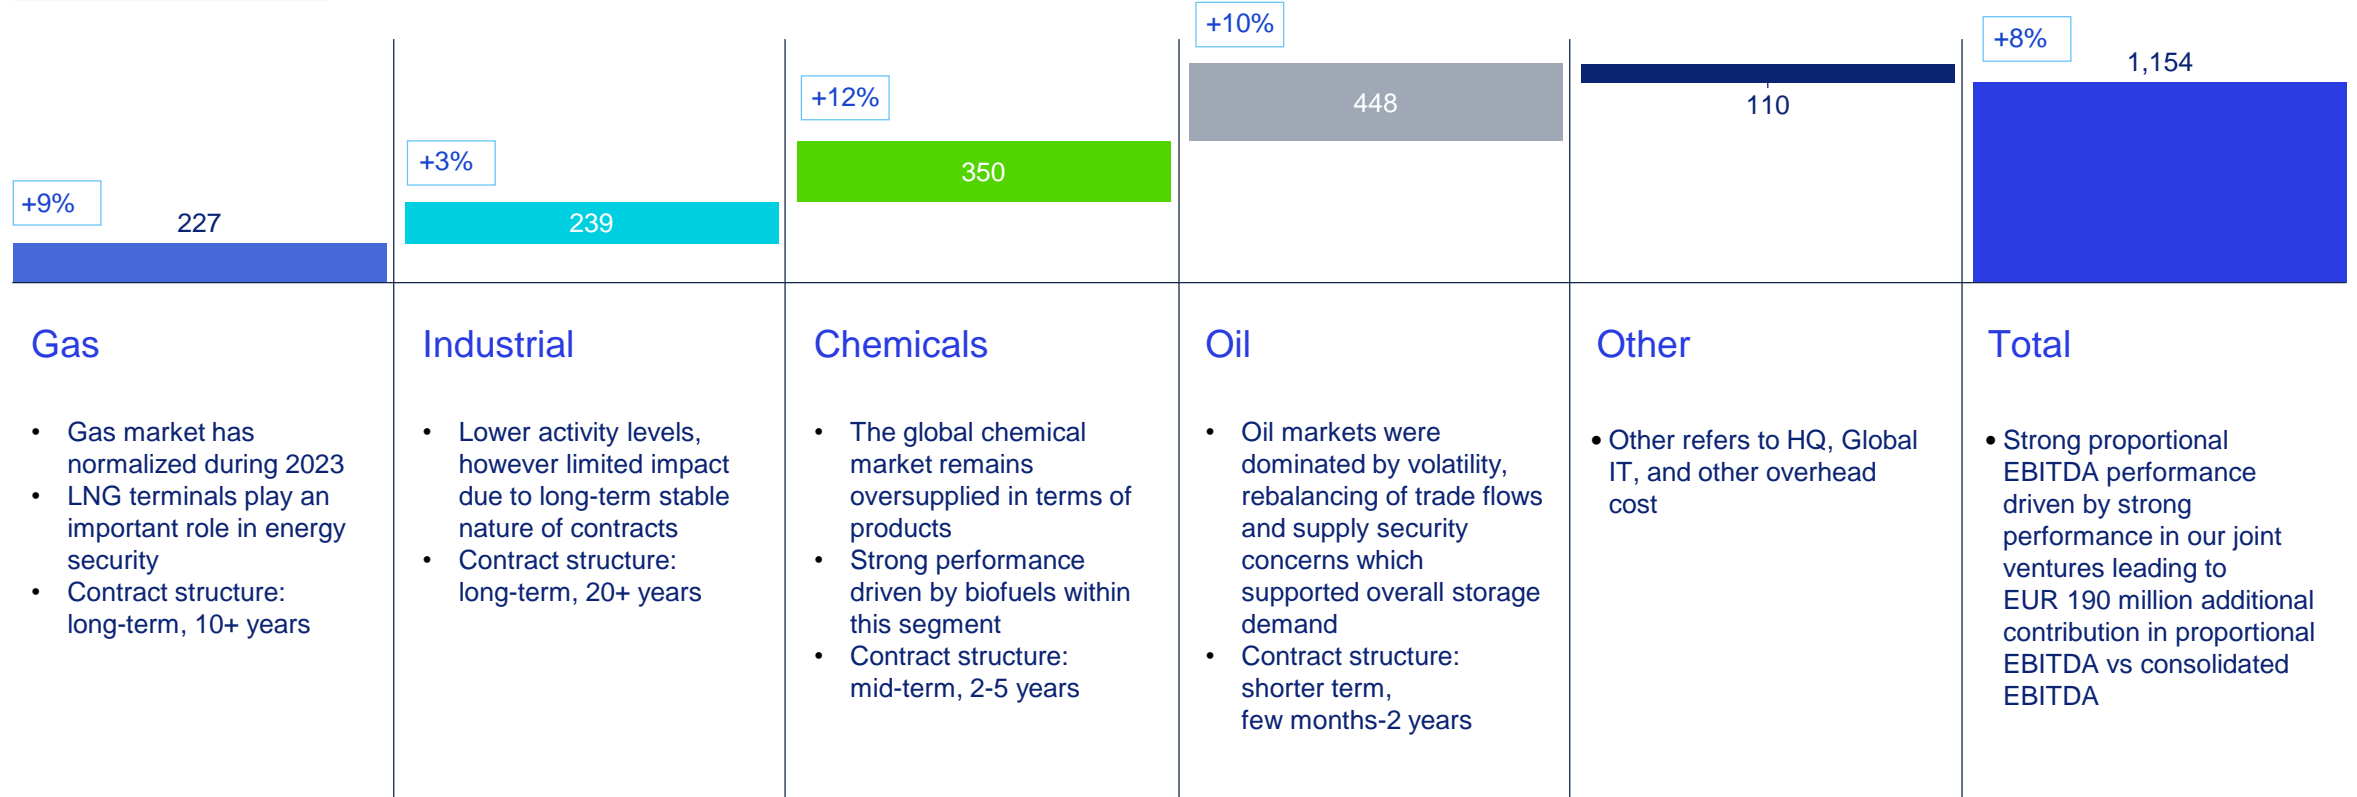 +9%
227
+3%
239
+12%
350
+10%
448
110
+8%
1,154
Gas
• Gas market has
normalized during 2023
• LNG terminals play an
important role in energy
security
• Contract structure:
long-term, 10+ years
Industrial
• Lower activity levels,
however limited impact
due to long-term stable
nature of contracts
• Contract structure:
long-term, 20+ years
Chemicals
• The global chemical
market remains
oversupplied in terms of
products
• Strong performance
driven by biofuels within
this segment
• Contract structure:
mid-term, 2-5 years
Oil
• Oil markets were
dominated by volatility,
rebalancing of trade flows
and supply security
concerns which
supported overall storage
demand
• Contract structure:
shorter term,
few months-2 years
Other
• Other refers to HQ, Global
IT, and other overhead
cost
Total
• Strong proportional
EBITDA performance
driven by strong
performance in our joint
ventures leading to
EUR 190 million additional
contribution in proportional
EBITDA vs consolidated
EBITDA